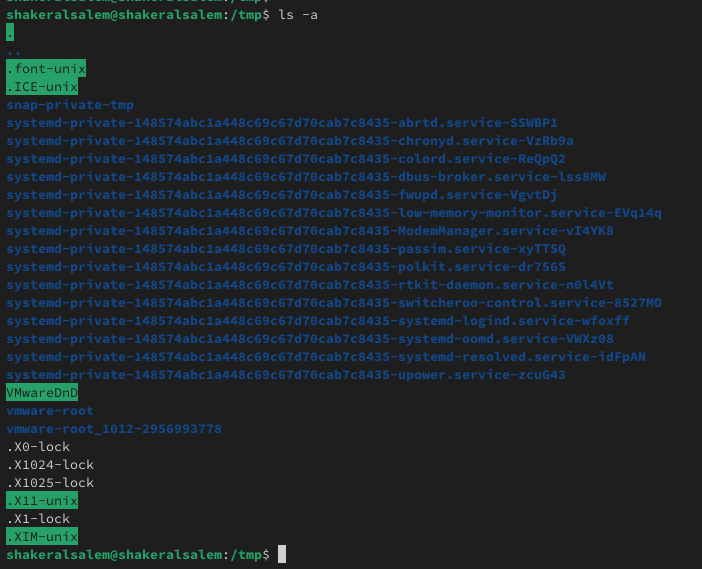 shakeralsalem@shakeralsalem:/tmp$ ls -a
.
..
.font-unix
.ICE-unix
snap-private-tmp
systemd-private-148574abc1a448c69c67d70cab7c8435-abrtd.service-SSWBP1
systemd-private-148574abc1a448c69c67d70cab7c8435-chronyd.service-VzRb9a
systemd-private-148574abc1a448c69c67d70cab7c8435-colord.service-ReQpQ2
systemd-private-148574abc1a448c69c67d70cab7c8435-dbus-broker.service-lss8MW
systemd-private-148574abc1a448c69c67d70cab7c8435-fwupd.service-VgvtDj
systemd-private-148574abc1a448c69c67d70cab7c8435-low-memory-monitor.service-EVq14q
systemd-private-148574abc1a448c69c67d70cab7c8435-ModemManager.service-vI4YK8
systemd-private-148574abc1a448c69c67d70cab7c8435-passim.service-xyTTSQ
systemd-private-148574abc1a448c69c67d70cab7c8435-polkit.service-dr756S
systemd-private-148574abc1a448c69c67d70cab7c8435-rtkit-daemon.service-n0l4Vt
systemd-private-148574abc1a448c69c67d70cab7c8435-switcheroo-control.service-8527MO
systemd-private-148574abc1a448c69c67d70cab7c8435-systemd-logind.service-wfoxff
systemd-private-148574abc1a448c69c67d70cab7c8435-systemd-oomd.service-VWXz08
systemd-private-148574abc1a448c69c67d70cab7c8435-systemd-resolved.service-idFpAN
systemd-private-148574abc1a448c69c67d70cab7c8435-upower.service-zcuG43
VMwareDnD
vmware-root
vmware-root_1012-2956993778
.X0-lock
.X1024-lock
.X1025-lock
.X11-unix
.X1-lock
.XIM-unix
shakeralsalem@shakeralsalem:/tmp$